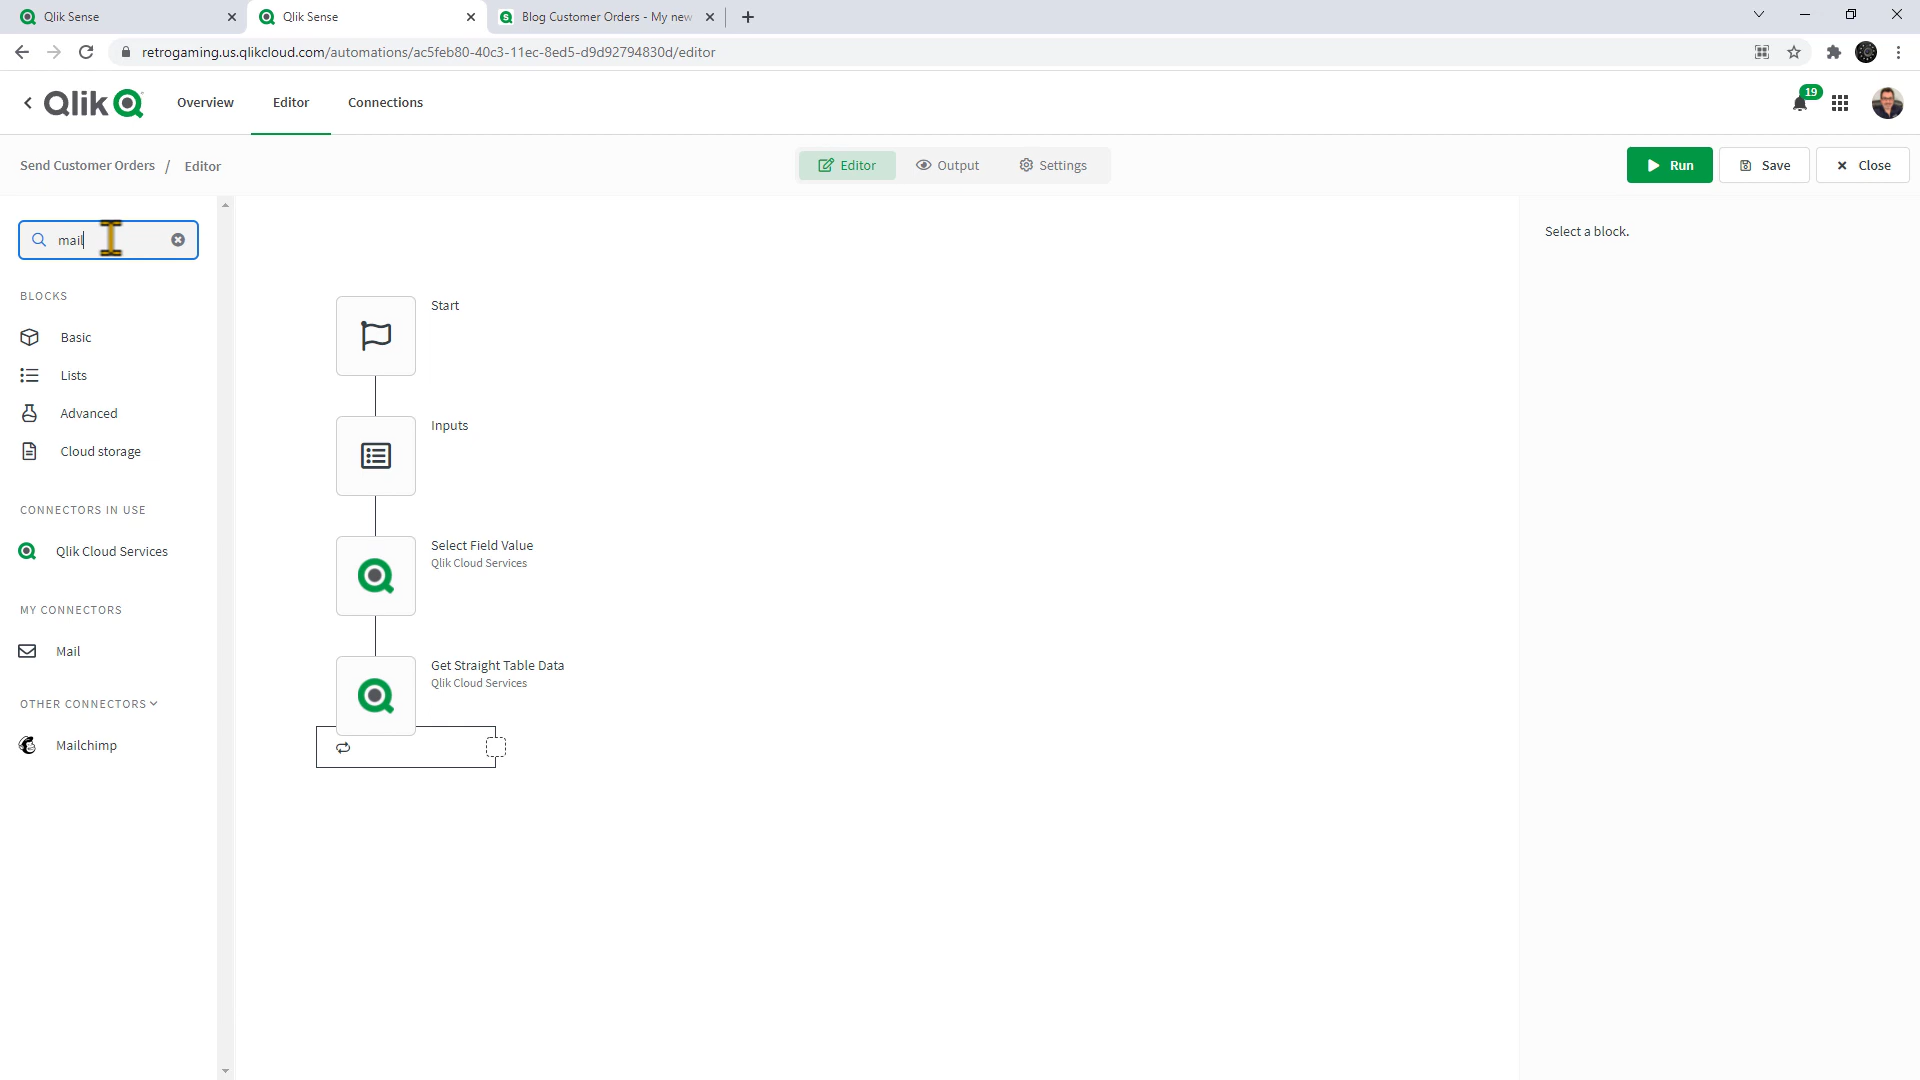 Qlik Sense
Qlik Sense
Blog Customer Orders - My new
retrogaming.us.qlikcloud.com/automations/ac5feb80-40c3-11ec-8ed5-d9d92794830d/editor
Qlik
Overview
Editor
Connections
19
Send Customer Orders / Editor
Editor
Output
Settings
Run
Save
Close
mail
BLOCKS
Basic
Lists
Advanced
Cloud storage
CONNECTORS IN USE
Qlik Cloud Services
MY CONNECTORS
Mail
OTHER CONNECTORS
Mailchimp
Start
Inputs
Select Field Value
Qlik Cloud Services
Get Straight Table Data
Qlik Cloud Services
Select a block.